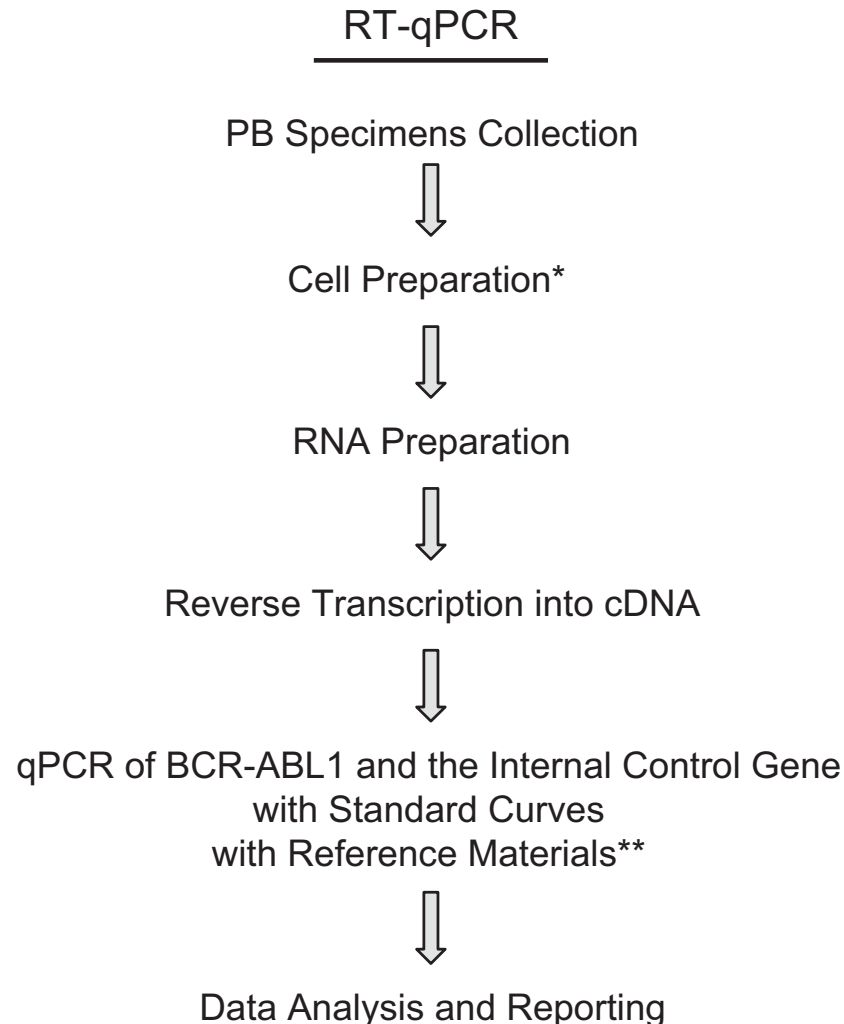 RT-qPCR
PB Specimens Collection
Cell Preparation*
RNA Preparation
Reverse Transcription into cDNA
qPCR of BCR-ABL1 and the Internal Control Gene
with Standard Curves
with Reference Materials**
Data Analysis and Reporting